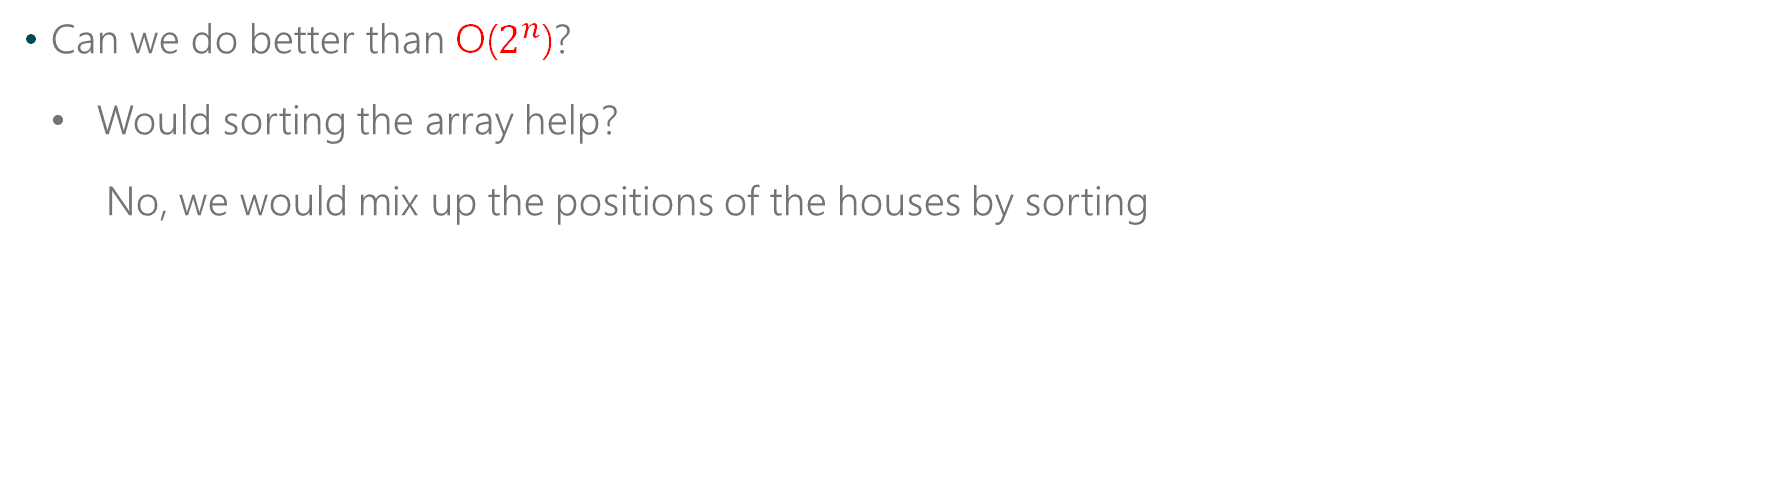 • Can we do better than O(2ⁿ)?
• Would sorting the array help?
No, we would mix up the positions of the houses by sorting